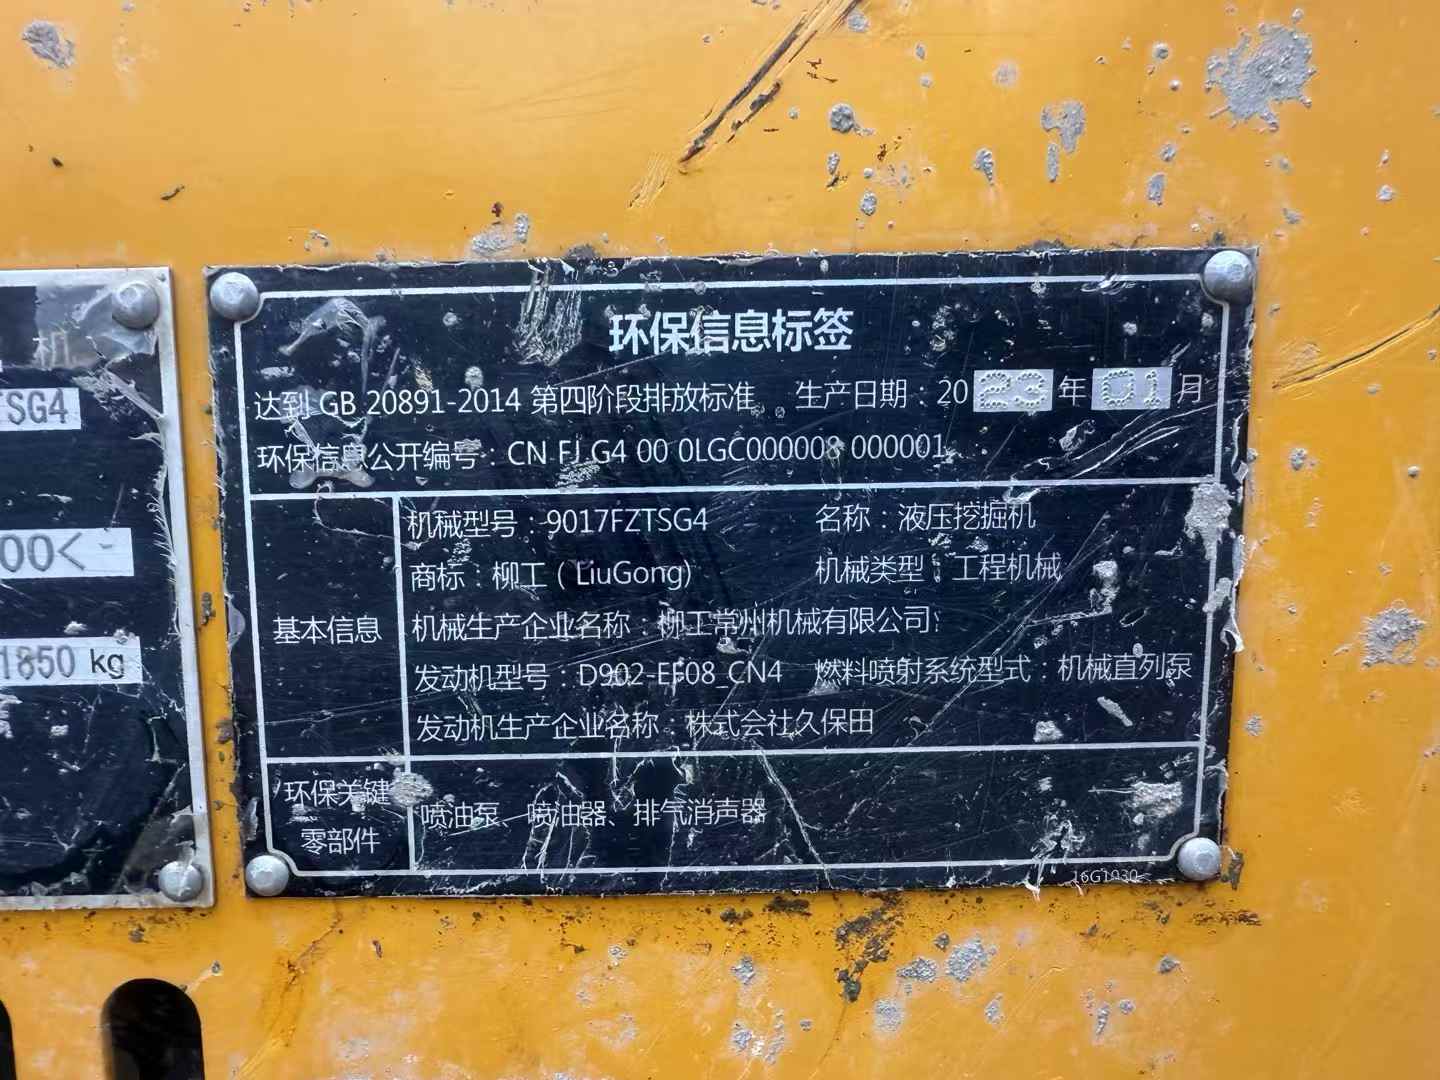 机
TSG4
00<-
1850 kg
环保信息标签
达到 GB 20891-2014 第四阶段排放标准 生产日期：2023年01月
环保信息公开编号：CN FJ G4 00 0LGC000008 000001
基本信息
机械型号：9017FZTSG4 名称：液压挖掘机
商标：柳工（LiuGong) 机械类型：工程机械
机械生产企业名称：柳工常州机械有限公司
发动机型号：D902-EF08_CN4 燃料喷射系统型式：机械直列泵
发动机生产企业名称：株式会社久保田
环保关键
零部件
喷油泵、喷油器、排气消声器
16G1030